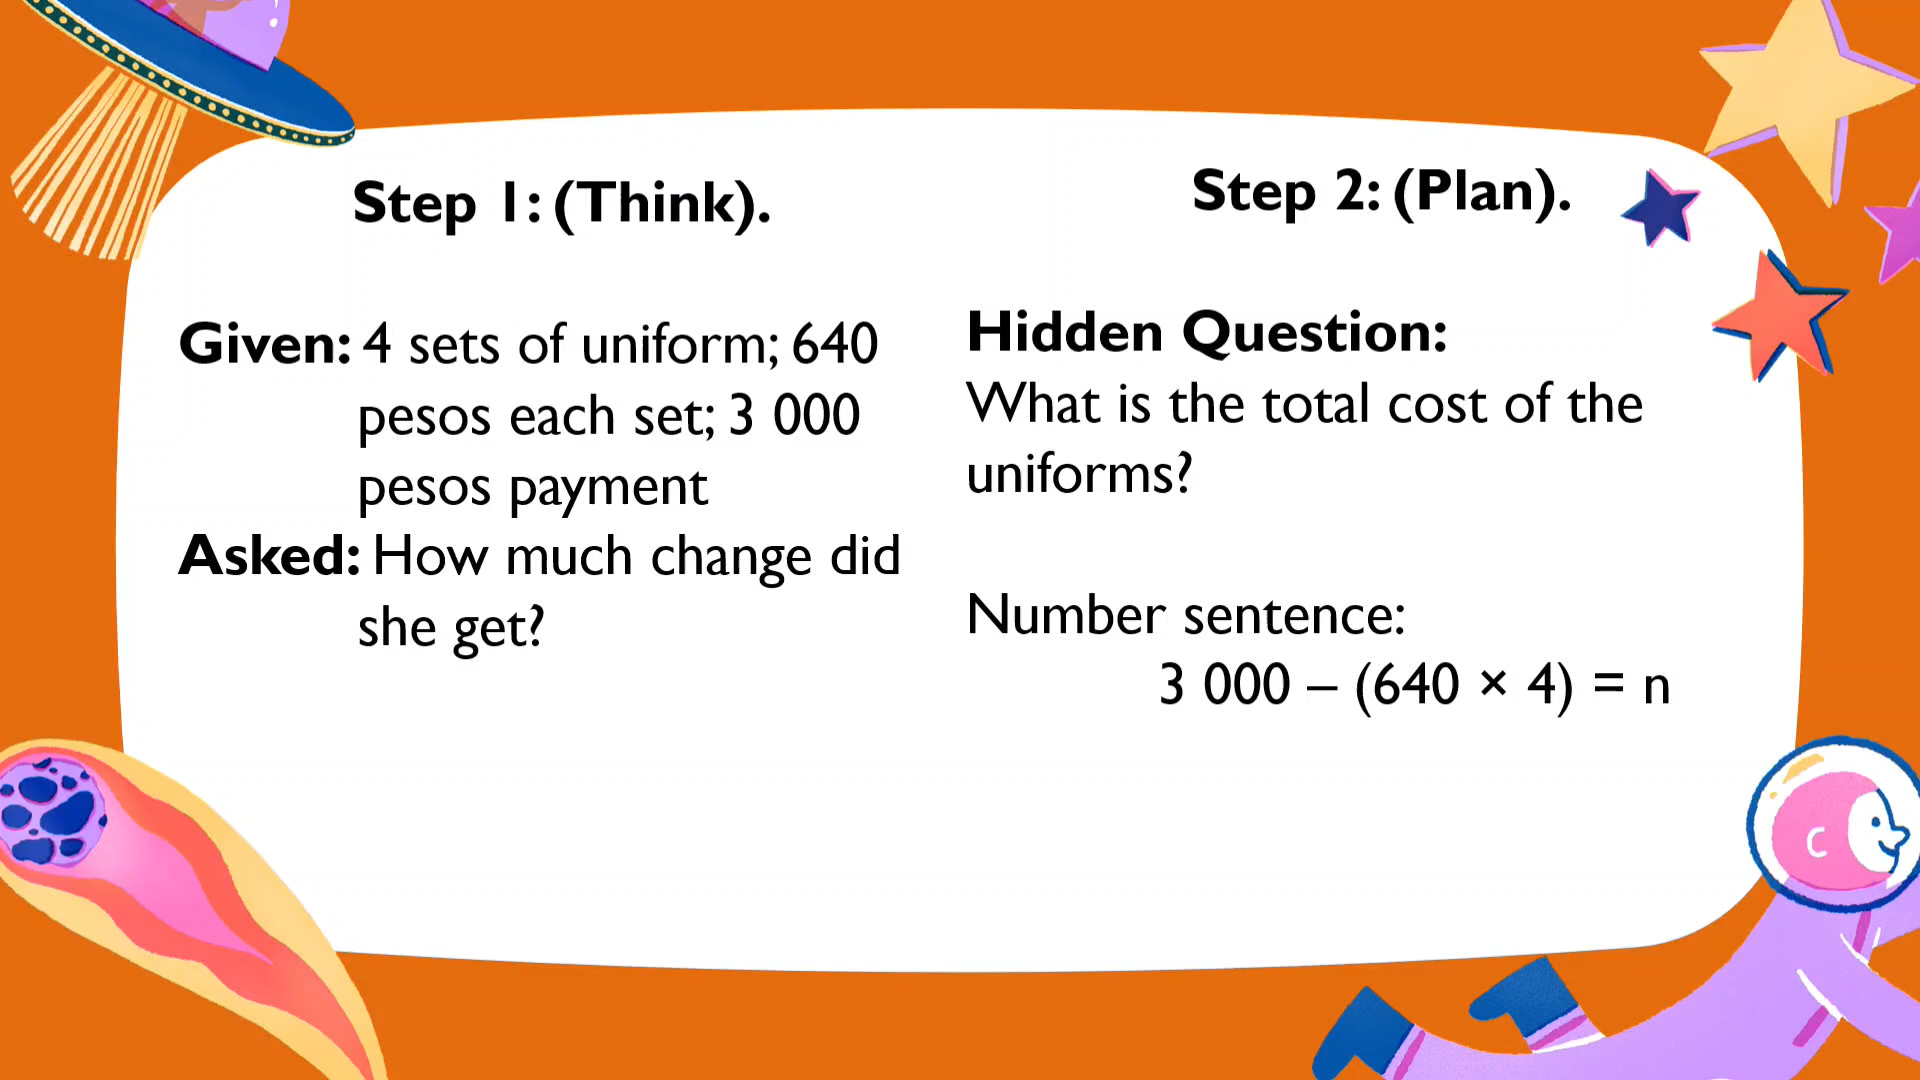 Step 1: (Think).
Given: 4 sets of uniform; 640
pesos each set; 3 000
pesos payment
Asked: How much change did
she get?
Step 2: (Plan).
Hidden Question:
What is the total cost of the
uniforms?
Number sentence:
3 000 – (640 × 4) = n